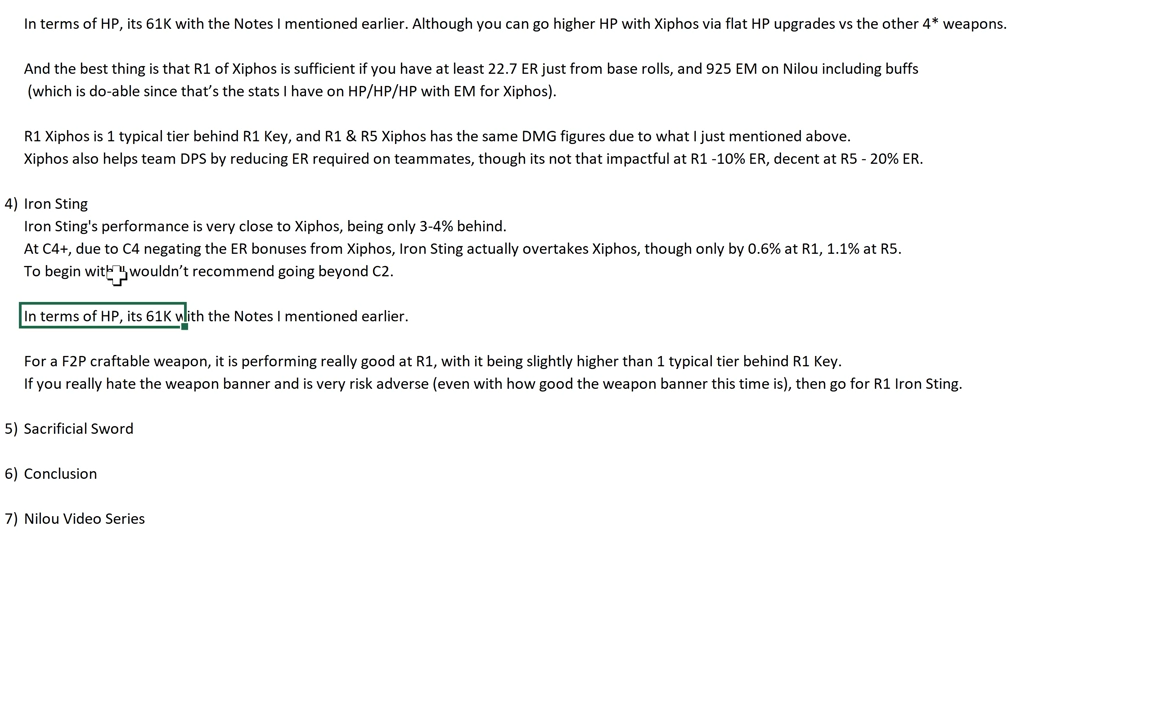 In terms of HP, its 61K with the Notes I mentioned earlier. Although you can go higher HP with Xiphos via flat HP upgrades vs the other 4* weapons.
And the best thing is that R1 of Xiphos is sufficient if you have at least 22.7 ER just from base rolls, and 925 EM on Nilou including buffs
(which is do-able since that’s the stats I have on HP/HP/HP with EM for Xiphos).
R1 Xiphos is 1 typical tier behind R1 Key, and R1 & R5 Xiphos has the same DMG figures due to what I just mentioned above.
Xiphos also helps team DPS by reducing ER required on teammates, though its not that impactful at R1 -10% ER, decent at R5 - 20% ER.
4) Iron Sting
Iron Sting's performance is very close to Xiphos, being only 3-4% behind.
At C4+, due to C4 negating the ER bonuses from Xiphos, Iron Sting actually overtakes Xiphos, though only by 0.6% at R1, 1.1% at R5.
To begin with wouldn’t recommend going beyond C2.
In terms of HP, its 61K with the Notes I mentioned earlier.
For a F2P craftable weapon, it is performing really good at R1, with it being slightly higher than 1 typical tier behind R1 Key.
If you really hate the weapon banner and is very risk adverse (even with how good the weapon banner this time is), then go for R1 Iron Sting.
5) Sacrificial Sword
6) Conclusion
7) Nilou Video Series